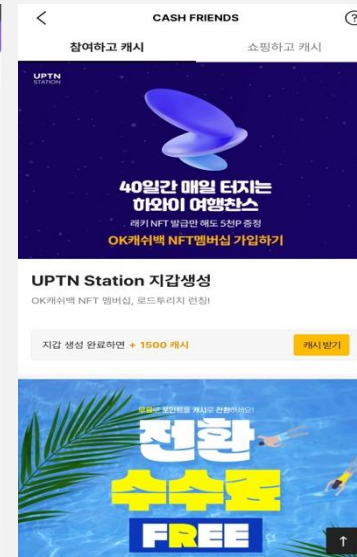 CASH FRIENDS
참여하고 캐시
쇼핑하고 캐시
UPTN
STATION
40일간 매일 터지는
하와이 여행찬스
래키 NFT 발급만 해도 5천P 증정
OK캐쉬백 NFT멤버십 가입하기
UPTN Station 지갑생성
OK캐쉬백 NFT 멤버십, 로드투리치 런칭!
지갑 생성 완료하면 + 1500 캐시
캐시 받기
무료로 포인트를 캐시로 전환하세요!
전환
수수료
FREE